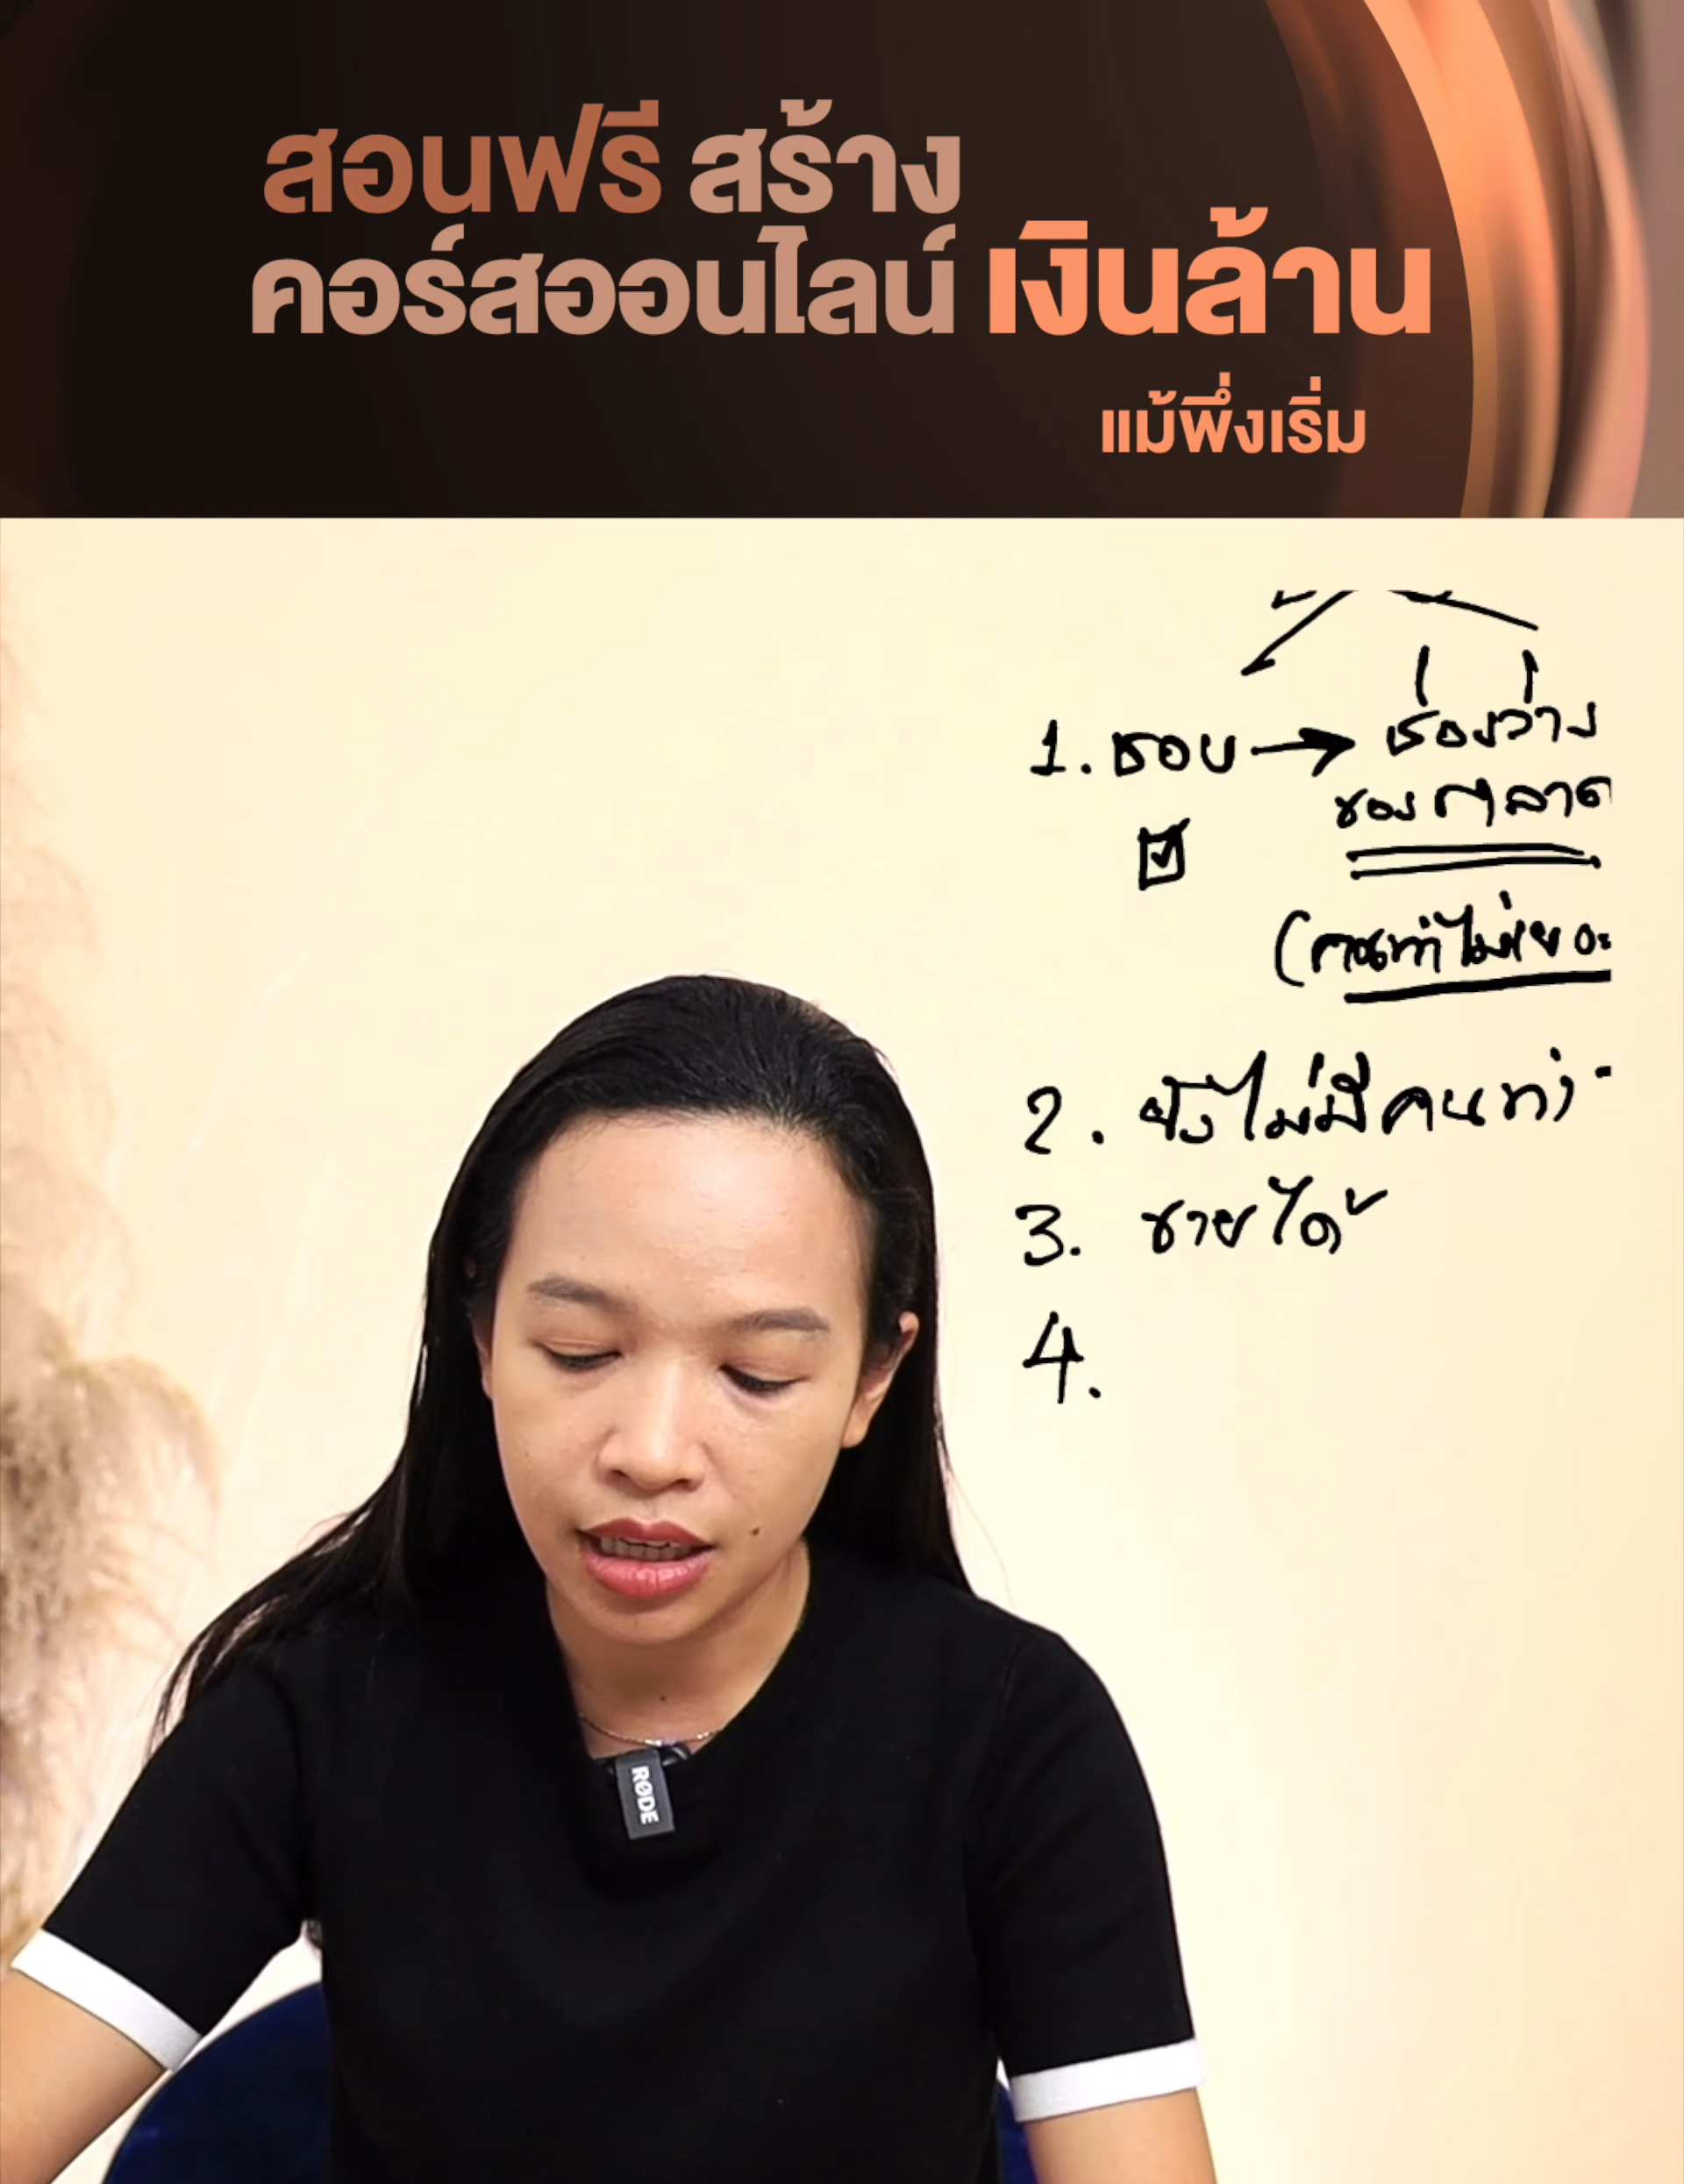 สอนฟรี สร้าง
คอร์สออนไลน์ เงินล้าน
แม้พึ่งเริ่ม
1. ชอบ → ช่องว่าง
ของตลาด
(คนทำไม่เยอะ
2. ยังไม่มีคนทำ
3. ขายได้
4.
RØDE